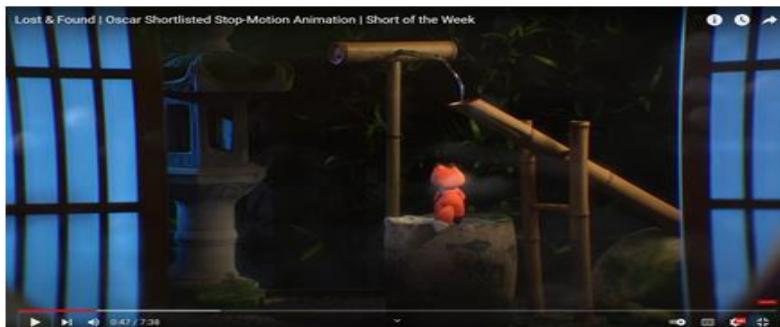 Lost & Found | Oscar Shortlisted Stop-Motion Animation | Short of the Week
0:47 / 7:38